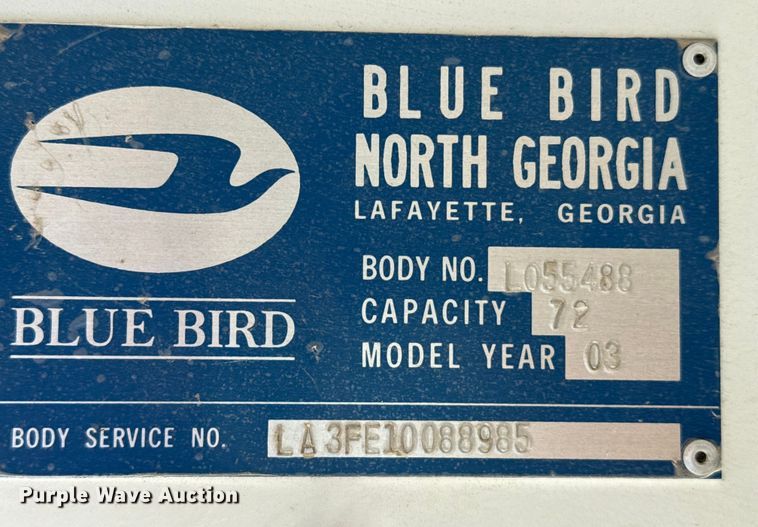 BLUE BIRD
NORTH GEORGIA
LAFAYETTE, GEORGIA
BODY NO. L055488
CAPACITY 72
MODEL YEAR 03
BLUE BIRD
BODY SERVICE NO. LA3FE10088985
Purple Wave Auction